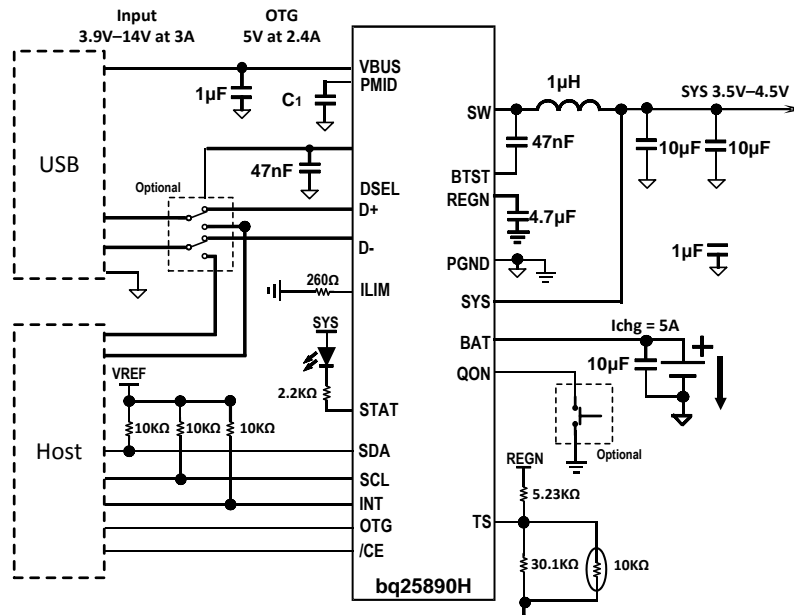 Input
3.9V–14V at 3A
OTG
5V at 2.4A
USB
1µF
C1
VBUS
PMID
47nF
Optional
DSEL
D+
D-
260Ω
ILIM
SYS
2.2KΩ
STAT
Host
VREF
10KΩ 10KΩ 10KΩ
SDA
SCL
INT
OTG
/CE
bq25890H
SW
1µH
SYS 3.5V–4.5V
47nF
10µF
10µF
BTST
REGN
4.7µF
PGND
1µF
SYS
BAT
Ichg = 5A
+
10µF
QON
Optional
REGN
5.23KΩ
TS
30.1KΩ
10KΩ